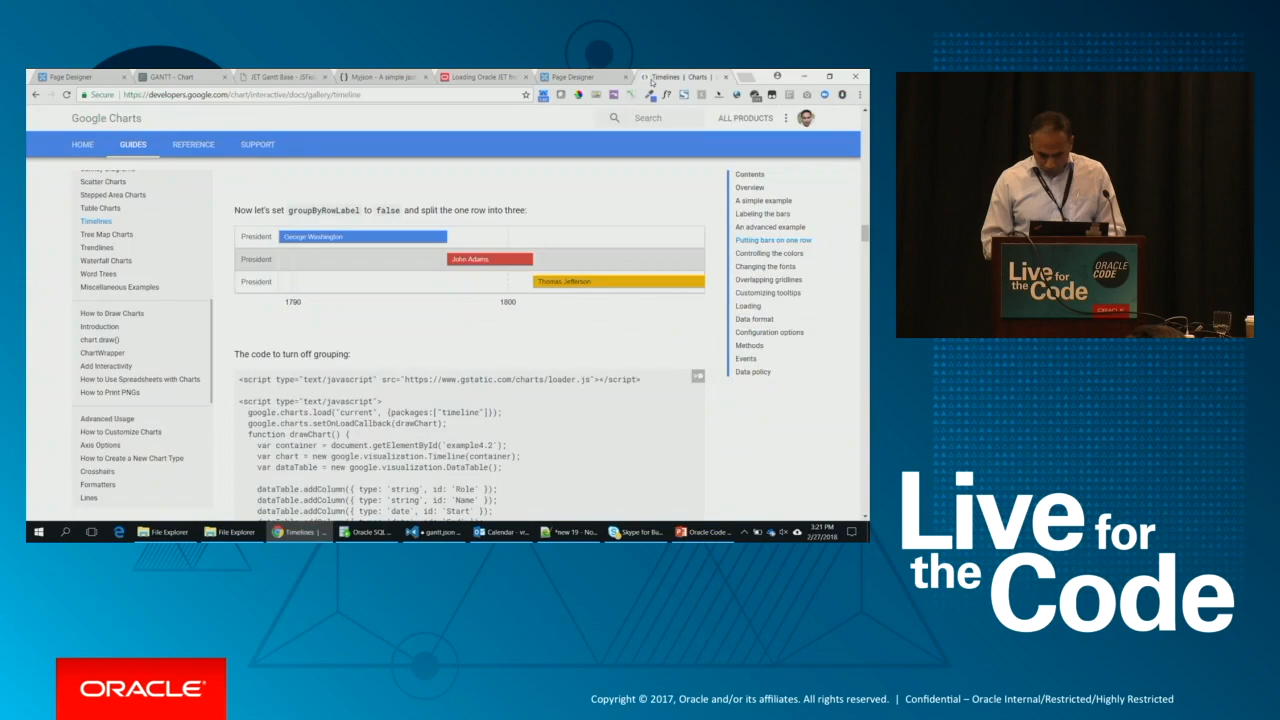 Page Designer
GANTT - Chart
JET Gantt Base - JSFid
Myjson - A simple js
Loading Oracle JET fro
Page Designer
Timelines | Charts |
Secure | https://developers.google.com/chart/interactive/docs/gallery/timeline
Google Charts
Search
ALL PRODUCTS
HOME
GUIDES
REFERENCE
SUPPORT
Scatter Charts
Stepped Area Charts
Table Charts
Timelines
Tree Map Charts
Trendlines
Waterfall Charts
Word Trees
Miscellaneous Examples
How to Draw Charts
Introduction
chart.draw()
ChartWrapper
Add Interactivity
How to Use Spreadsheets with Charts
How to Print PNGs
Advanced Usage
How to Customize Charts
Axis Options
How to Create a New Chart Type
Crosshairs
Formatters
Lines
Now let's set groupByRowLabel to false and split the one row into three:
President
George Washington
President
John Adams
President
Thomas Jefferson
1790
1800
The code to turn off grouping:
<script type="text/javascript" src="https://www.gstatic.com/charts/loader.js"></script>
<script type="text/javascript">
google.charts.load("current", {packages:["timeline"]});
google.charts.setOnLoadCallback(drawChart);
function drawChart() {
var container = document.getElementById('example4.2');
var chart = new google.visualization.Timeline(container);
var dataTable = new google.visualization.DataTable();
dataTable.addColumn({ type: 'string', id: 'Role' });
dataTable.addColumn({ type: 'string', id: 'Name' });
dataTable.addColumn({ type: 'date', id: 'Start' });
Contents
Overview
A simple example
Labeling the bars
An advanced example
Putting bars on one row
Controlling the colors
Changing the fonts
Overlapping gridlines
Customizing tooltips
Loading
Data format
Configuration options
Methods
Events
Data policy
File Explorer
File Explorer
Timelines | ...
Oracle SQL ...
gantt.json ...
Calendar - vr...
*new 19 - No...
Skype for Bu...
Oracle Code ...
3:21 PM
2/27/2018
Live for
the Code
ORACLE
CODE
ORACLE
Live for
the Code
ORACLE
Copyright © 2017, Oracle and/or its affiliates. All rights reserved. | Confidential – Oracle Internal/Restricted/Highly Restricted